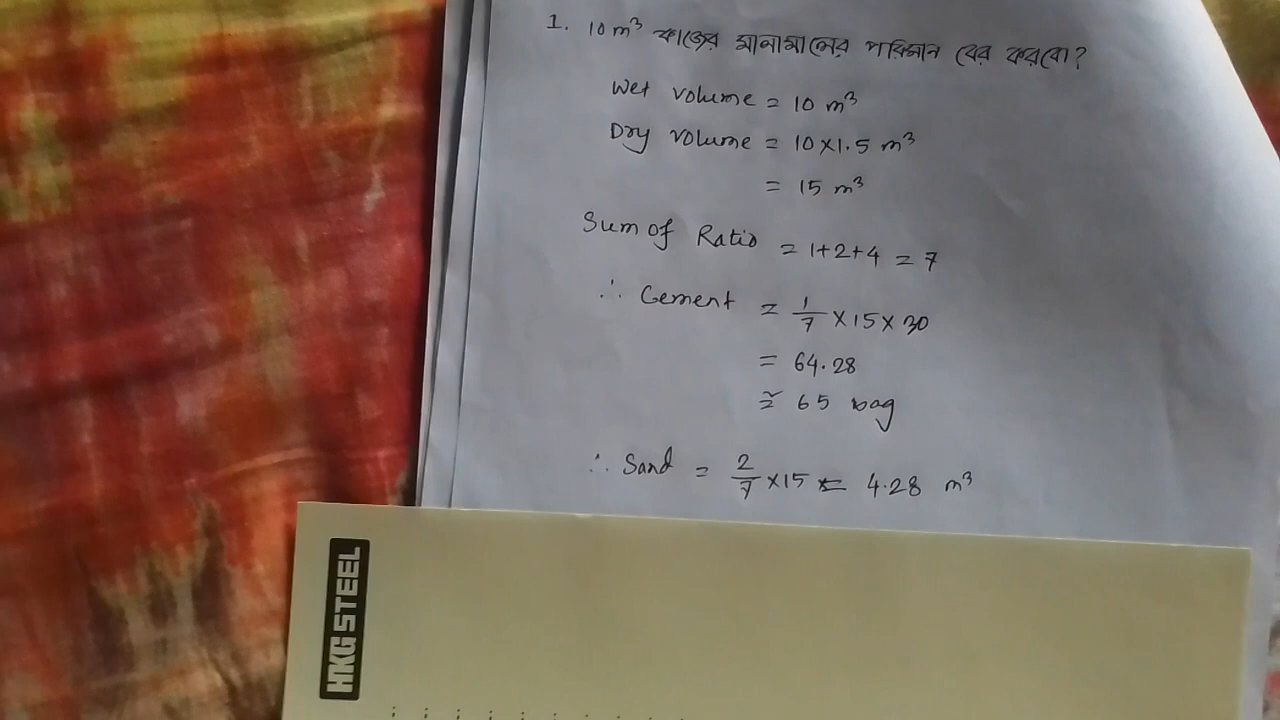 1. 10 m³ কাজের মালামালের পরিমান বের করবো?
Wet volume = 10 m³
Dry volume = 10×1.5 m³
= 15 m³
Sum of Ratio = 1+2+4 = 7
∴ Cement = 1/7 ×15×30
= 64.28
≅ 65 bag
∴ Sand = 2/7 ×15 = 4.28 m³
HKG STEEL